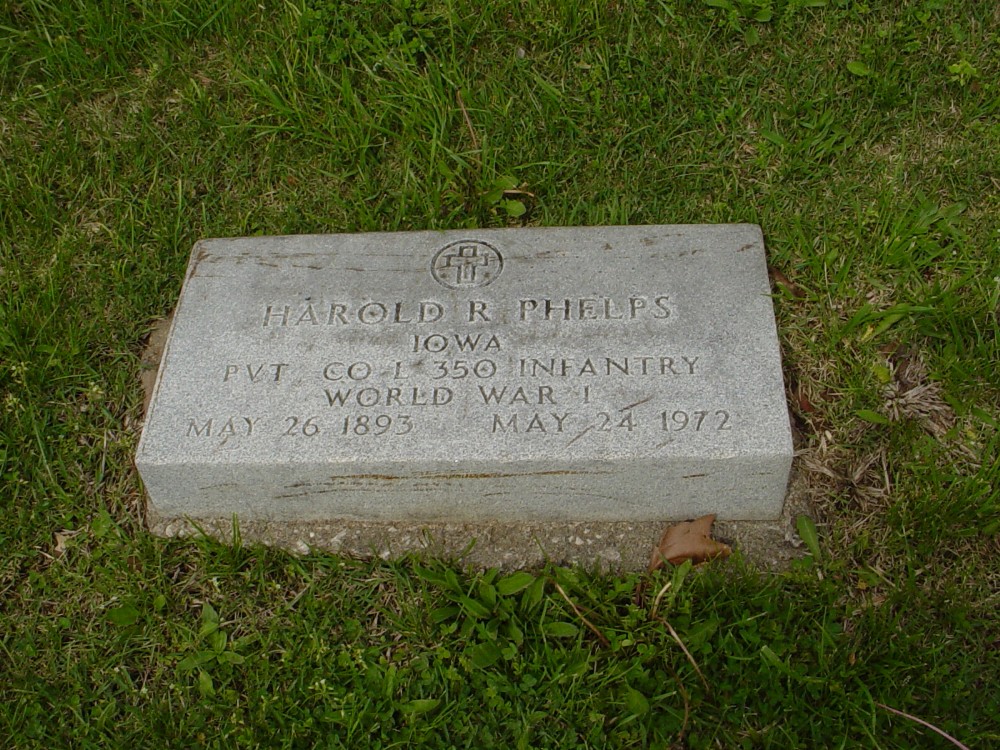 HAROLD R PHELPS
IOWA
PVT CO L 350 INFANTRY
WORLD WAR I
MAY 26 1893 MAY 24 1972